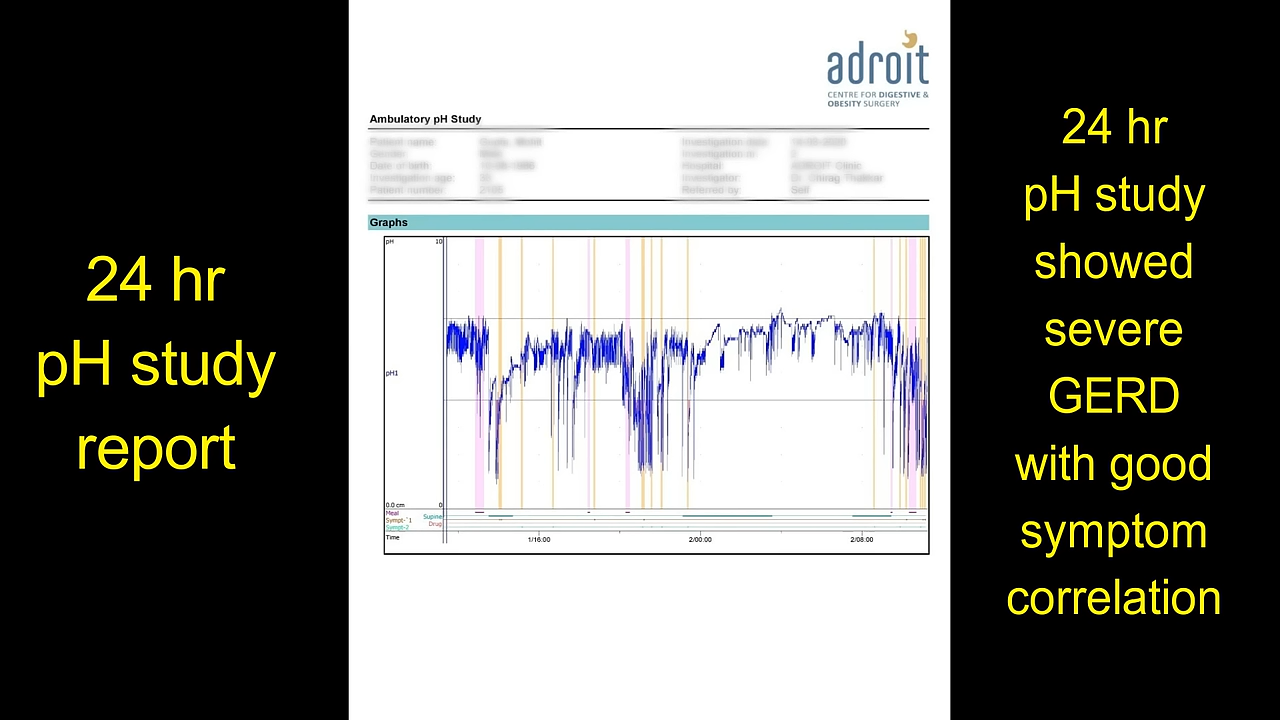 24 hr
pH study
report
adroit
CENTRE FOR DIGESTIVE &
OBESITY SURGERY
Ambulatory pH Study
Graphs
pH 10
pH1
0.0 cm 0
Meal
Supine
Sympt-1
Drug
Sympt-2
Time 1/16:00 2/00:00 2/08:00
24 hr
pH study
showed
severe
GERD
with good
symptom
correlation